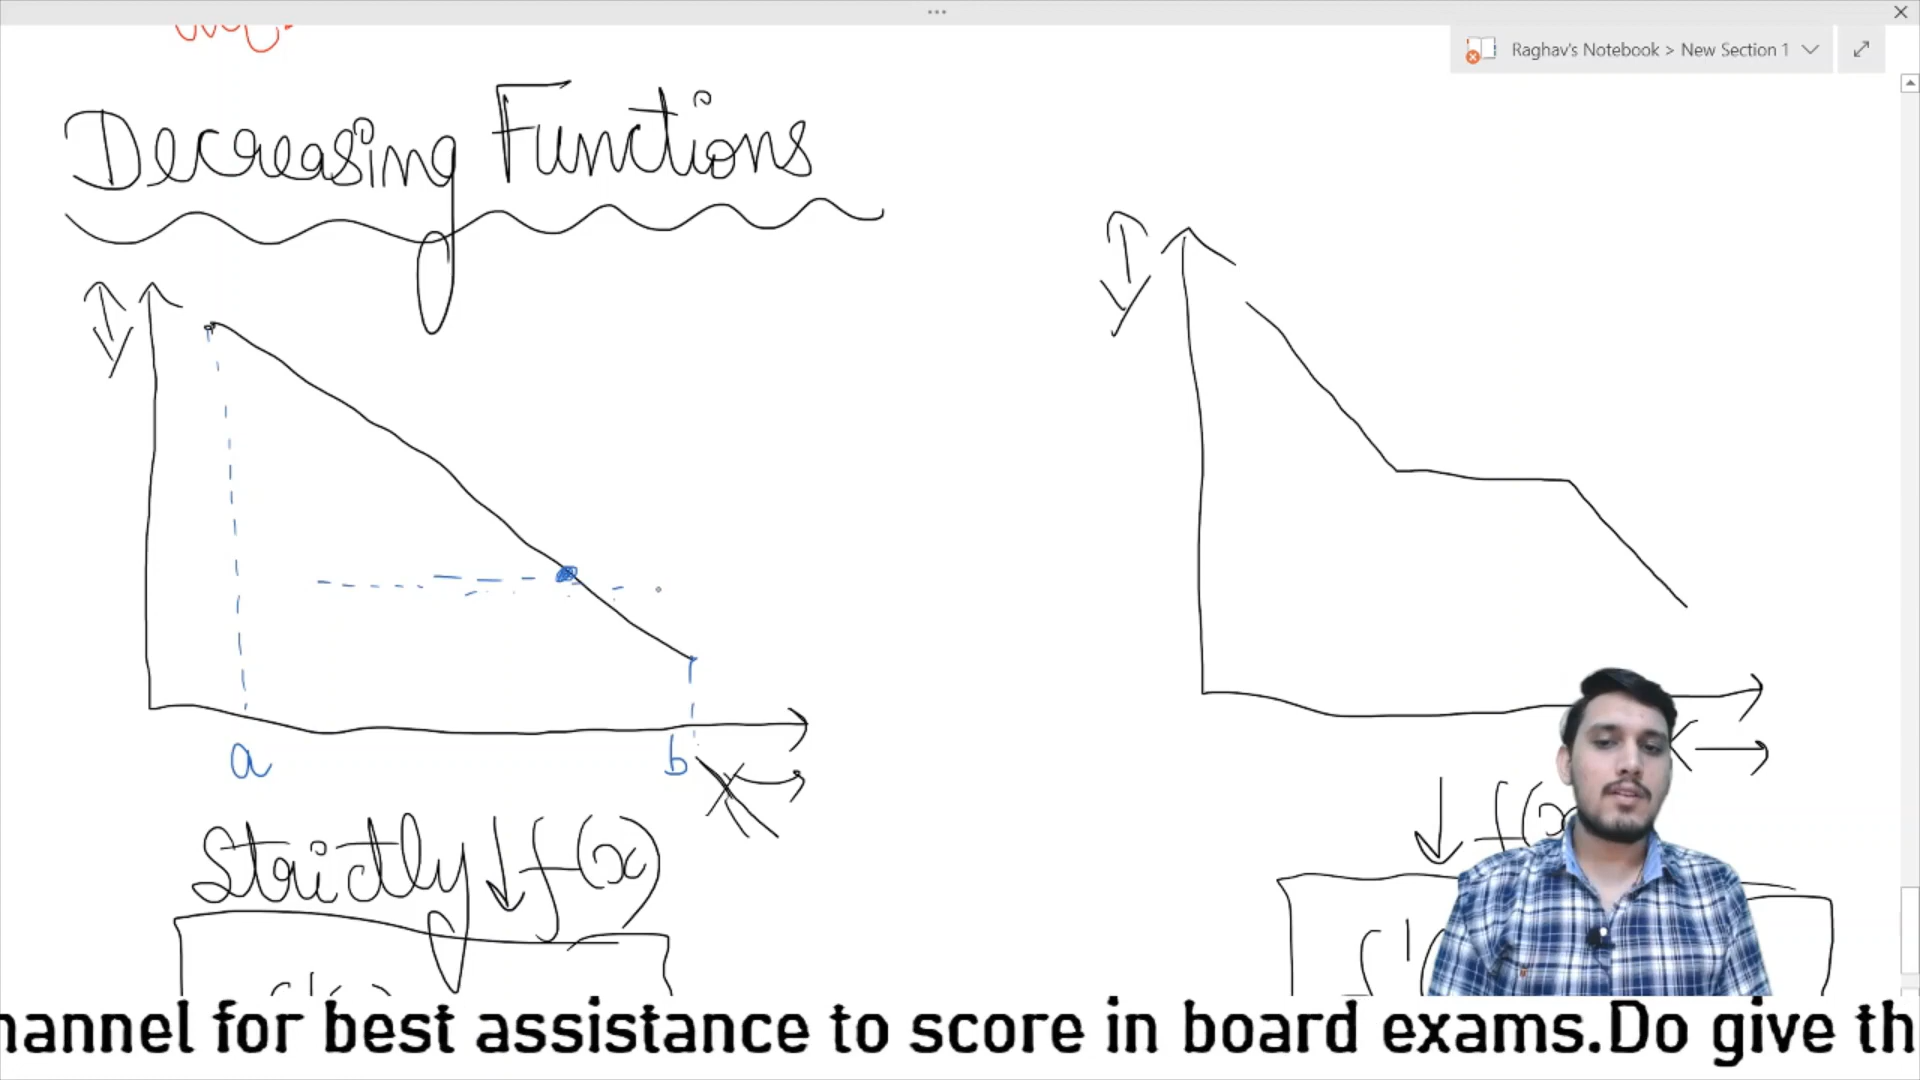 Raghav's Notebook > New Section 1
Decreasing Functions
y
y
a
b
x
x
Strictly ↓ f(x)
↓ f(x
f'(
hannel for best assistance to score in board exams.Do give th